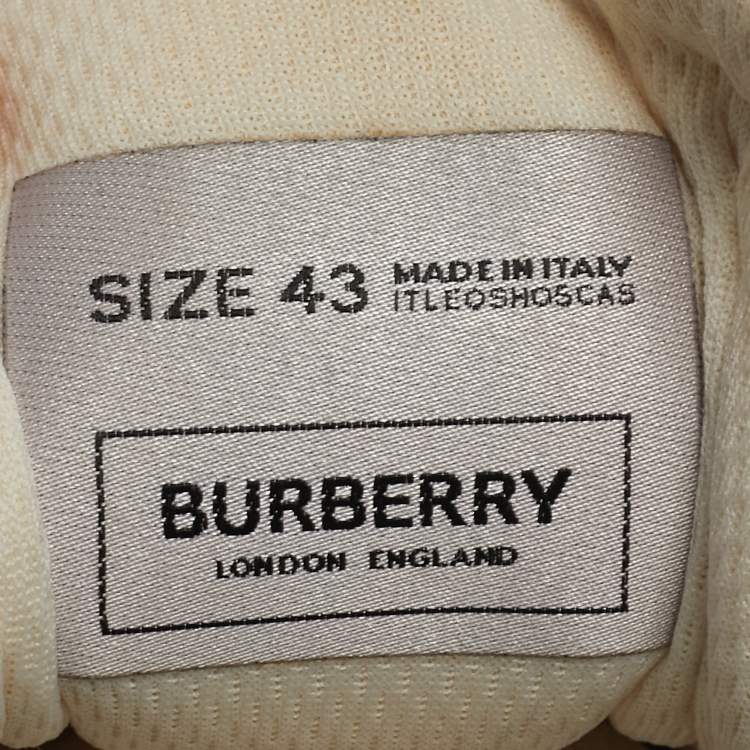 SIZE 43 MADE IN ITALY
ITLEOSHOSCAS
BURBERRY
LONDON ENGLAND